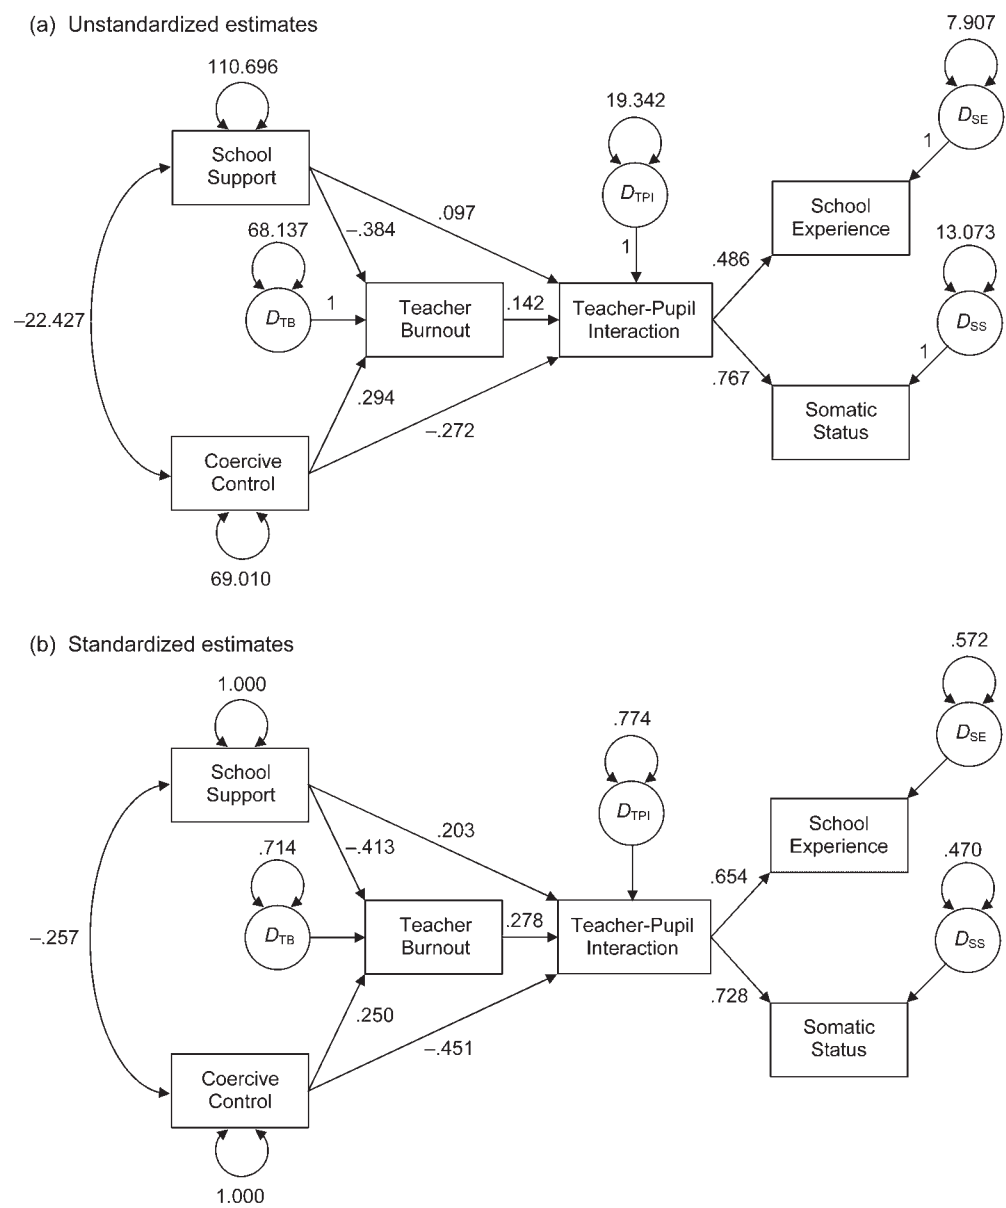 (a) Unstandardized estimates
7.907
110.696
19.342
D_SE
1
School
Support
D_TPI
School
Experience
.097
–.384
68.137
13.073
1
.486
D_TB
1
Teacher
Burnout
.142
Teacher-Pupil
Interaction
D_SS
–22.427
1
.767
.294
–.272
Somatic
Status
Coercive
Control
69.010
(b) Standardized estimates
.572
1.000
.774
D_SE
School
Support
D_TPI
School
Experience
.203
–.413
.714
.470
.654
D_TB
Teacher
Burnout
.278
Teacher-Pupil
Interaction
D_SS
–.257
.728
.250
–.451
Somatic
Status
Coercive
Control
1.000